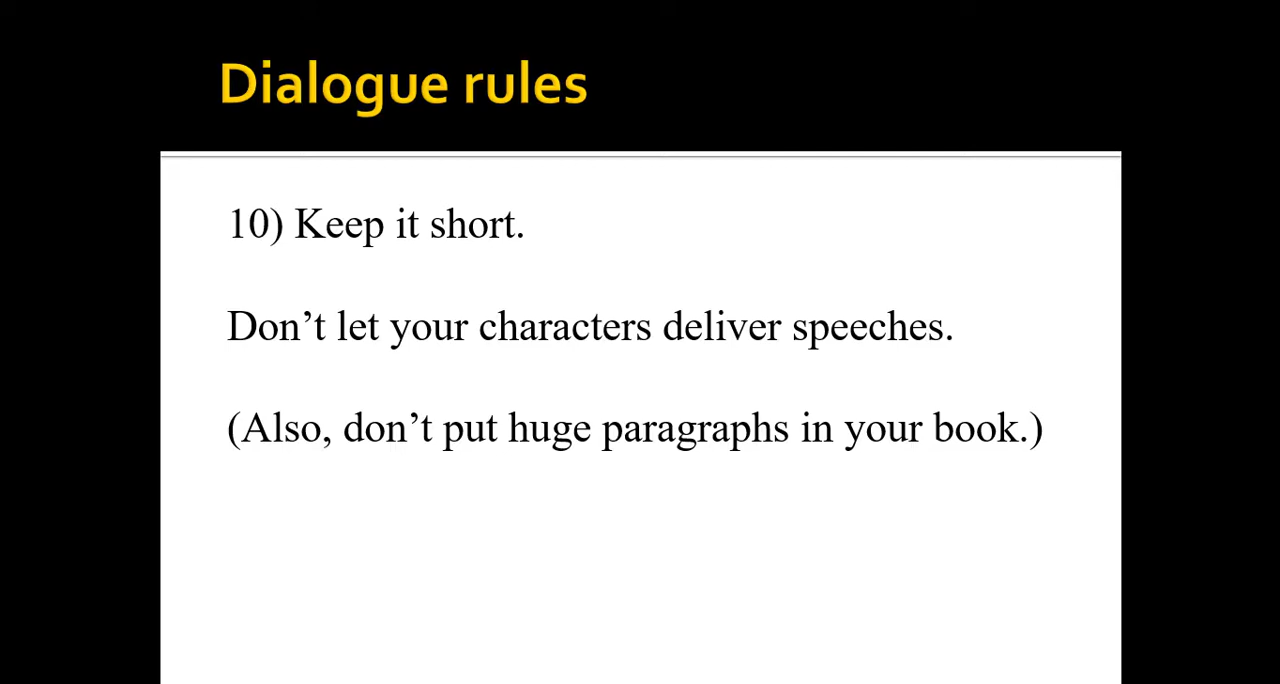 Dialogue rules
10) Keep it short.
Don’t let your characters deliver speeches.
(Also, don’t put huge paragraphs in your book.)